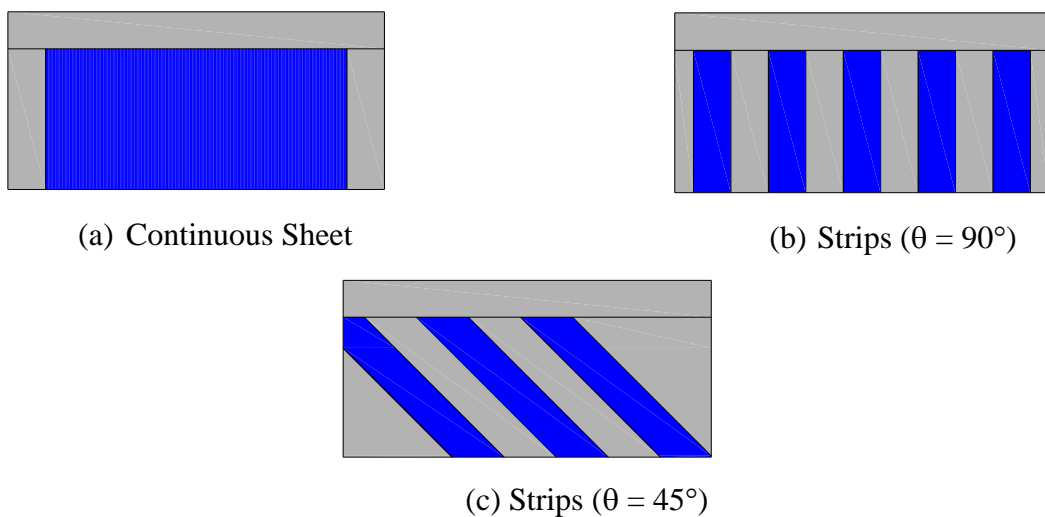 (a) Continuous Sheet
(b) Strips (θ = 90°)
(c) Strips (θ = 45°)